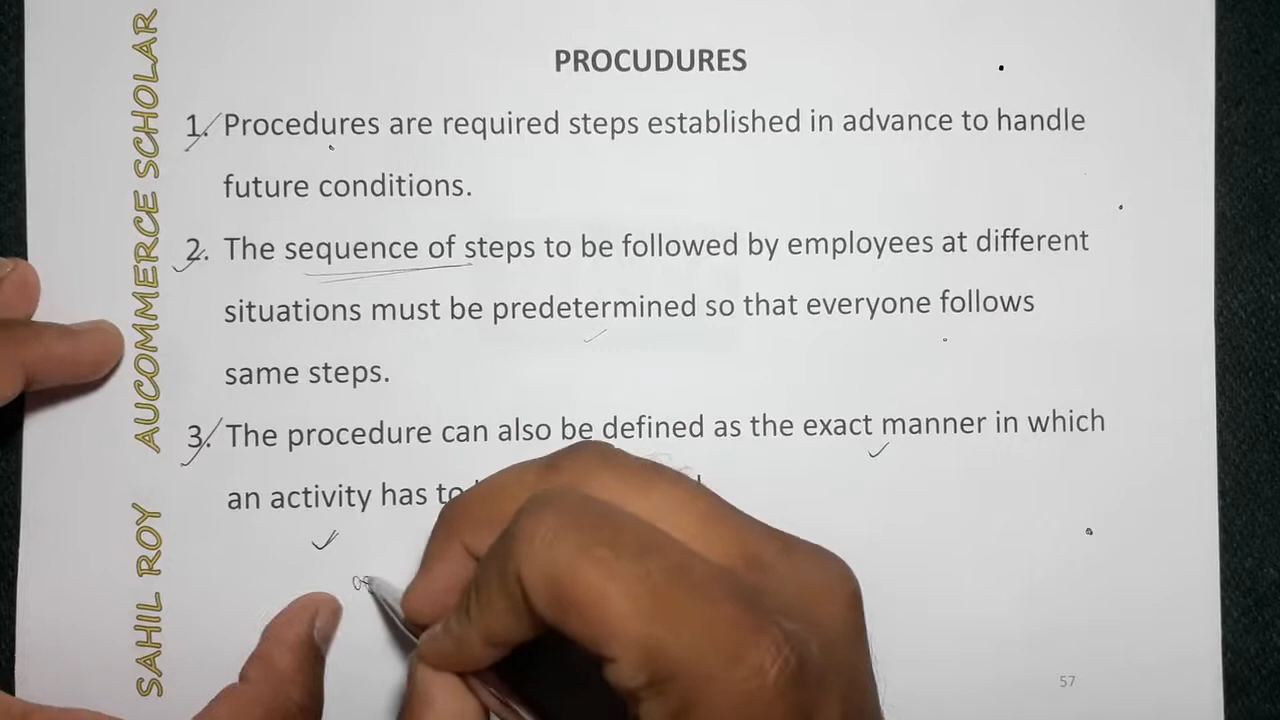 PROCUDURES
1. Procedures are required steps established in advance to handle
future conditions.
2. The sequence of steps to be followed by employees at different
situations must be predetermined so that everyone follows
same steps.
3. The procedure can also be defined as the exact manner in which
an activity has to
57
SAHIL ROY AUCOMMERCE SCHOLAR